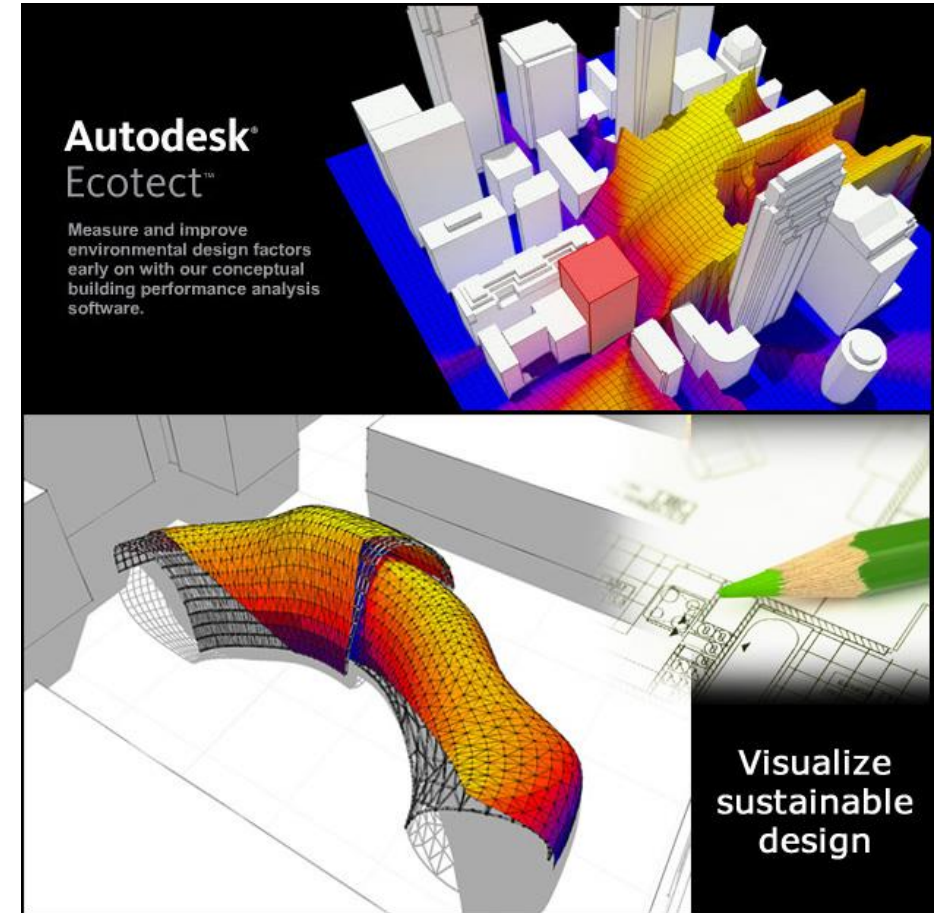 Autodesk®
Ecotect™
Measure and improve
environmental design factors
early on with our conceptual
building performance analysis
software.
Visualize
sustainable
design